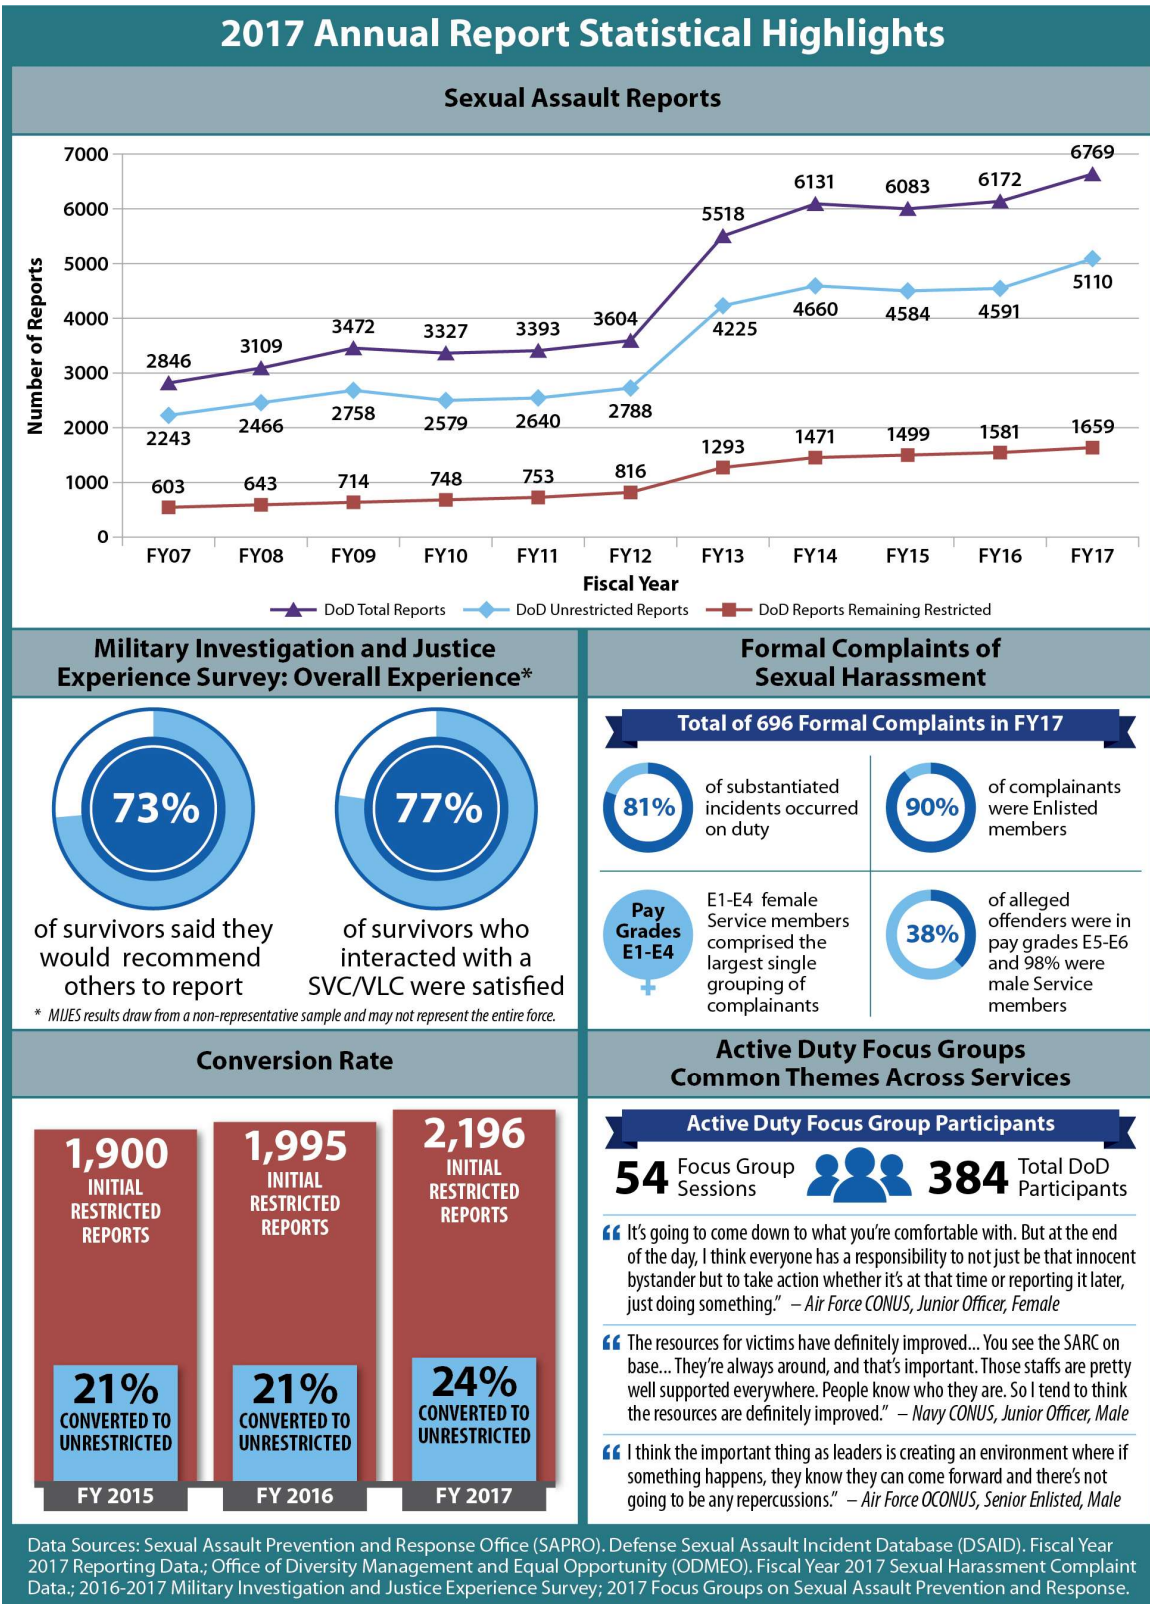 2017 Annual Report Statistical Highlights
Sexual Assault Reports
Number of Reports
7000
6000
5000
4000
3000
2000
1000
0
2846
3109
3472
3327
3393
3604
5518
6131
6083
6172
6769
2243
2466
2758
2579
2640
2788
4225
4660
4584
4591
5110
603
643
714
748
753
816
1293
1471
1499
1581
1659
FY07
FY08
FY09
FY10
FY11
FY12
FY13
FY14
FY15
FY16
FY17
Fiscal Year
DoD Total Reports
DoD Unrestricted Reports
DoD Reports Remaining Restricted
Military Investigation and Justice
Experience Survey: Overall Experience*
73%
of survivors said they
would recommend
others to report
77%
of survivors who
interacted with a
SVC/VLC were satisfied
* MIJES results draw from a non-representative sample and may not represent the entire force.
Formal Complaints of
Sexual Harassment
Total of 696 Formal Complaints in FY17
81%
of substantiated
incidents occurred
on duty
90%
of complainants
were Enlisted
members
Pay
Grades
E1-E4
E1-E4 female
Service members
comprised the
largest single
grouping of
complainants
38%
of alleged
offenders were in
pay grades E5-E6
and 98% were
male Service
members
Conversion Rate
1,900
INITIAL
RESTRICTED
REPORTS
21%
CONVERTED TO
UNRESTRICTED
FY 2015
1,995
INITIAL
RESTRICTED
REPORTS
21%
CONVERTED TO
UNRESTRICTED
FY 2016
2,196
INITIAL
RESTRICTED
REPORTS
24%
CONVERTED TO
UNRESTRICTED
FY 2017
Active Duty Focus Groups
Common Themes Across Services
Active Duty Focus Group Participants
54 Focus Group
Sessions
384 Total DoD
Participants
“ It’s going to come down to what you’re comfortable with. But at the end
of the day, I think everyone has a responsibility to not just be that innocent
bystander but to take action whether it’s at that time or reporting it later,
just doing something.” – Air Force CONUS, Junior Officer, Female
“ The resources for victims have definitely improved... You see the SARC on
base... They’re always around, and that’s important. Those staffs are pretty
well supported everywhere. People know who they are. So I tend to think
the resources are definitely improved.” – Navy CONUS, Junior Officer, Male
“ I think the important thing as leaders is creating an environment where if
something happens, they know they can come forward and there’s not
going to be any repercussions.” – Air Force OCONUS, Senior Enlisted, Male
Data Sources: Sexual Assault Prevention and Response Office (SAPRO). Defense Sexual Assault Incident Database (DSAID). Fiscal Year
2017 Reporting Data.; Office of Diversity Management and Equal Opportunity (ODMEO). Fiscal Year 2017 Sexual Harassment Complaint
Data.; 2016-2017 Military Investigation and Justice Experience Survey; 2017 Focus Groups on Sexual Assault Prevention and Response.